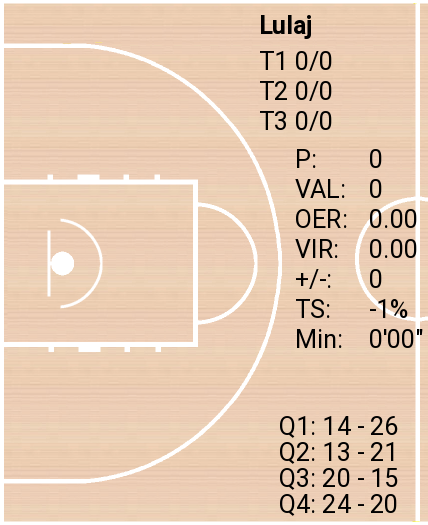 Lulaj
T1 0/0
T2 0/0
T3 0/0
P: 0
VAL: 0
OER: 0.00
VIR: 0.00
+/-: 0
TS: -1%
Min: 0'00"
Q1: 14 - 26
Q2: 13 - 21
Q3: 20 - 15
Q4: 24 - 20